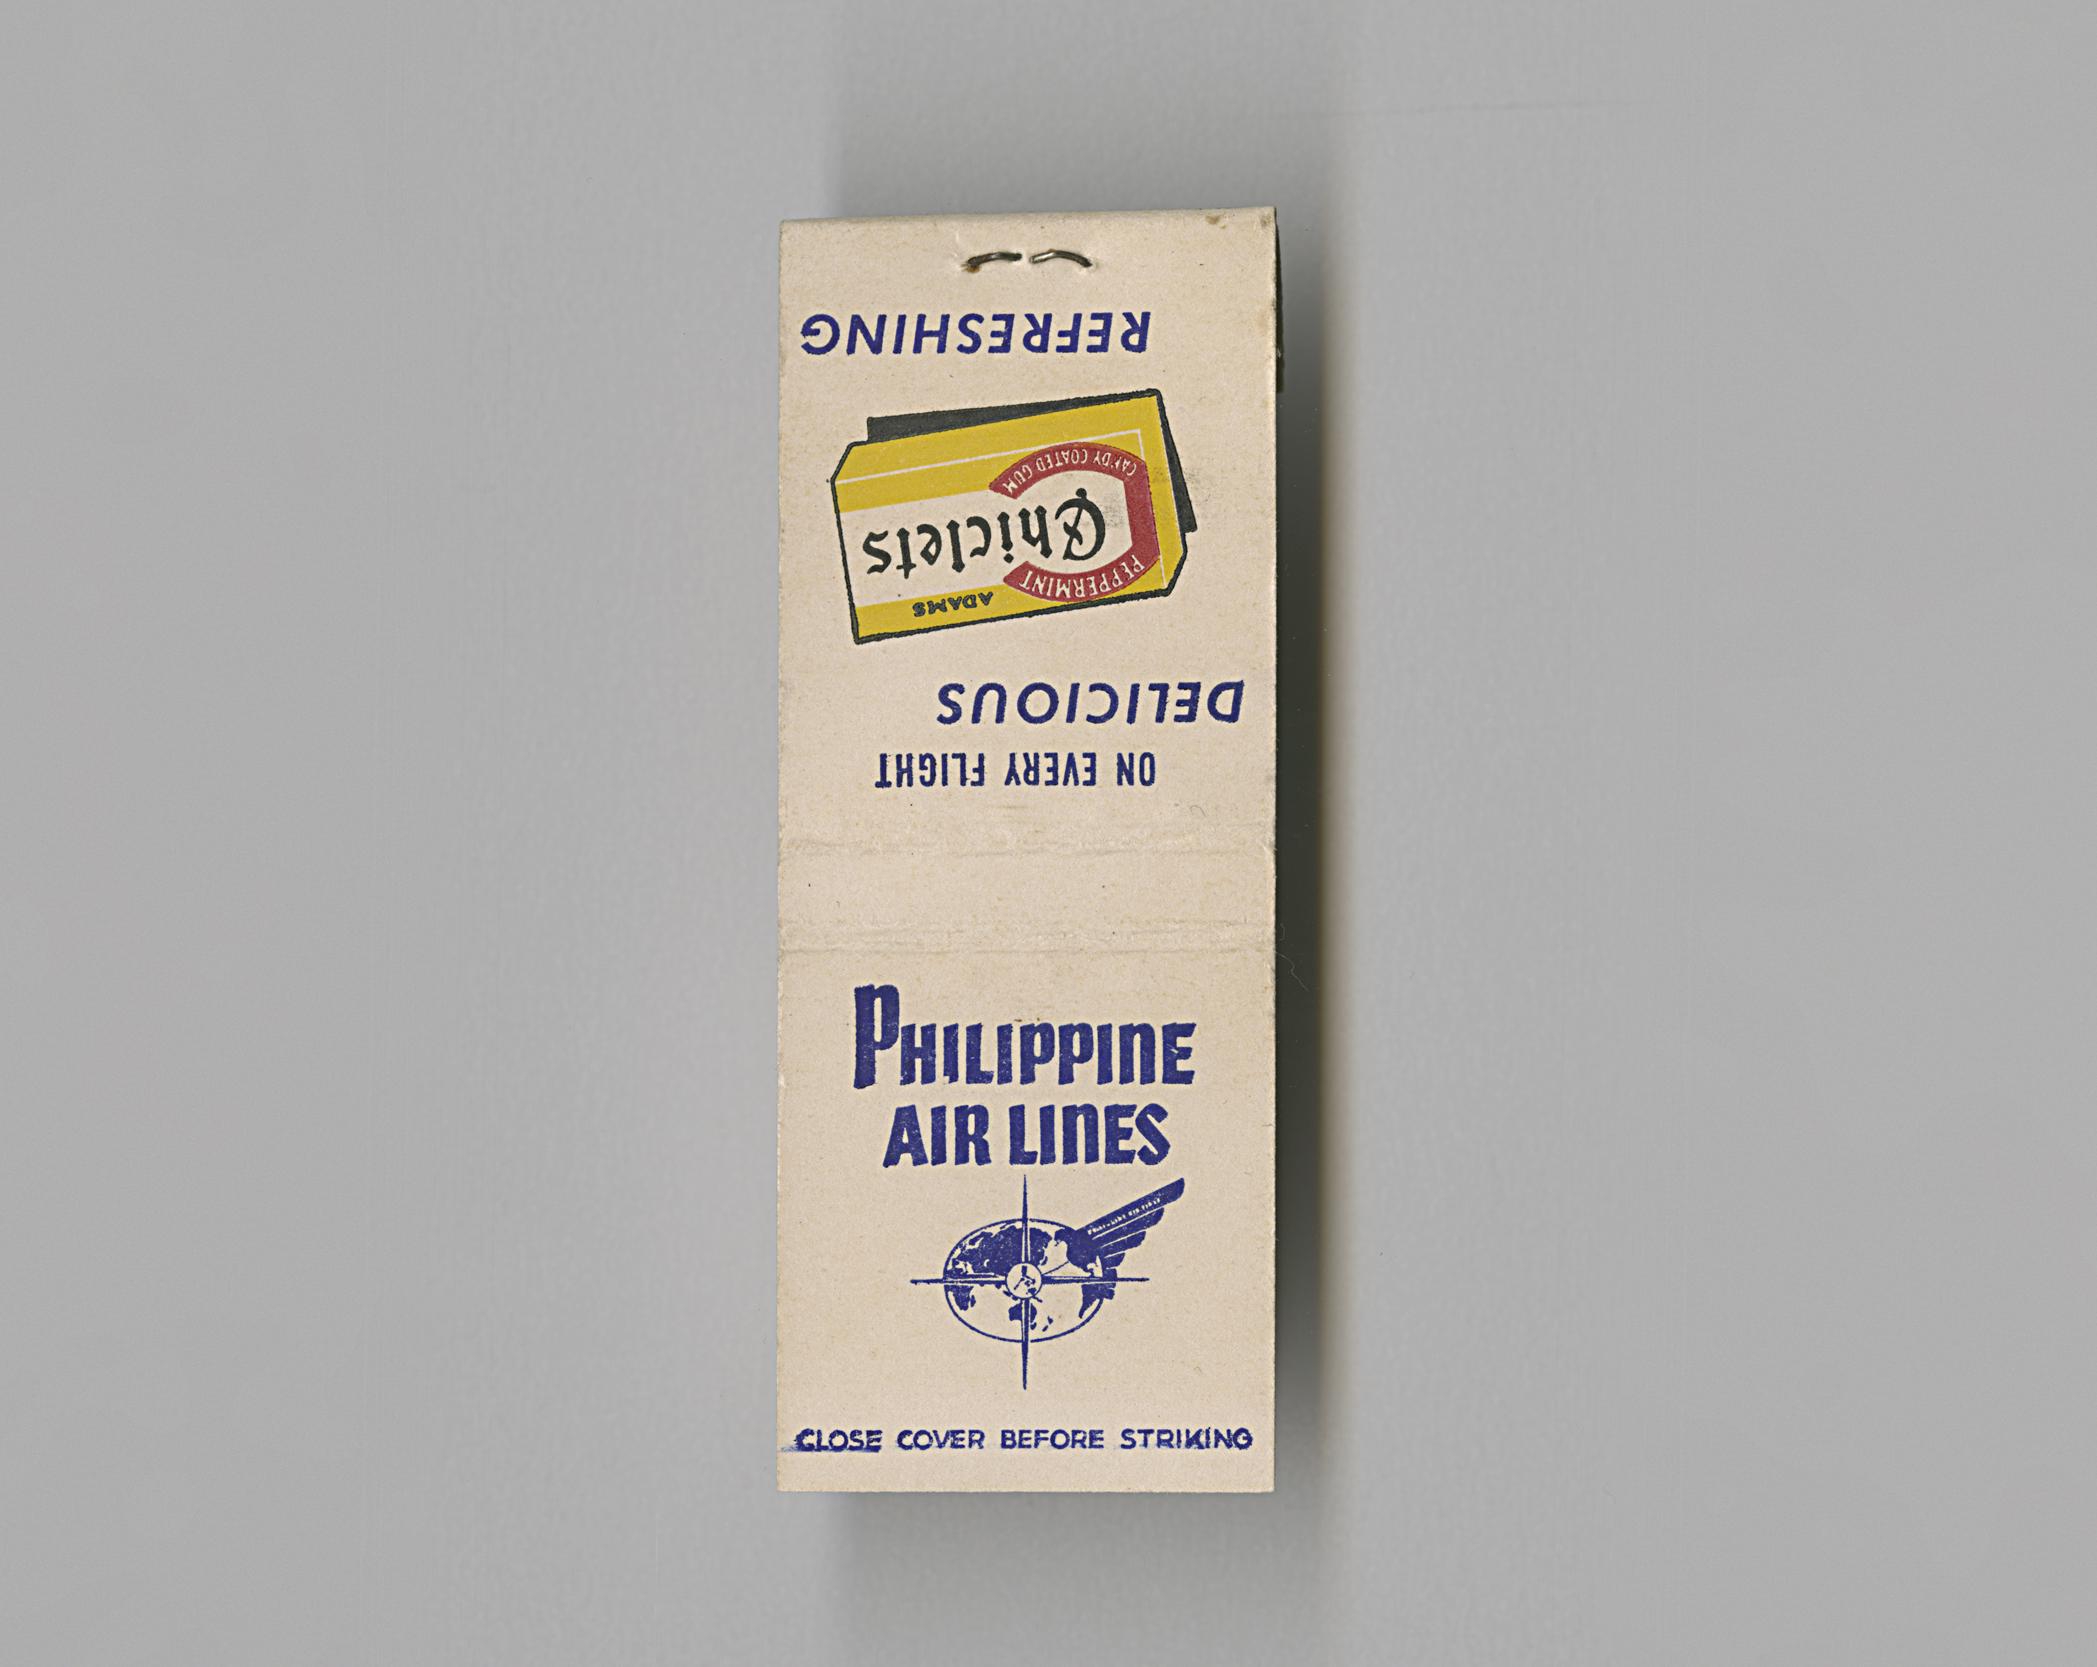 PHILIPPINE
AIR LINES
CLOSE COVER BEFORE STRIKING
ON EVERY FLIGHT
DELICIOUS
ADAMS
PEPPERMINT
Chiclets
CANDY COATED GUM
REFRESHING